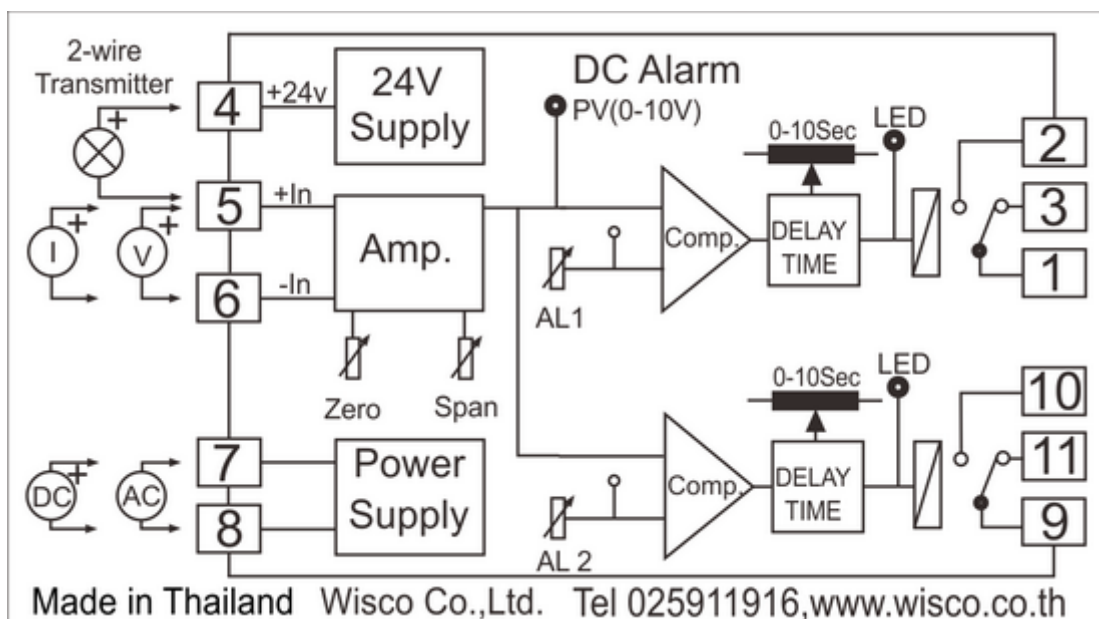 2-wire
Transmitter
+
4
+24v
24V
Supply
DC Alarm
PV(0-10V)
0-10Sec
LED
2
3
1
5
+In
I
+
V
+
6
-In
Amp.
Comp.
DELAY
TIME
AL1
Zero
Span
0-10Sec
LED
10
11
9
7
8
DC
+
AC
Power
Supply
Comp.
DELAY
TIME
AL 2
Made in Thailand Wisco Co.,Ltd. Tel 025911916,www.wisco.co.th